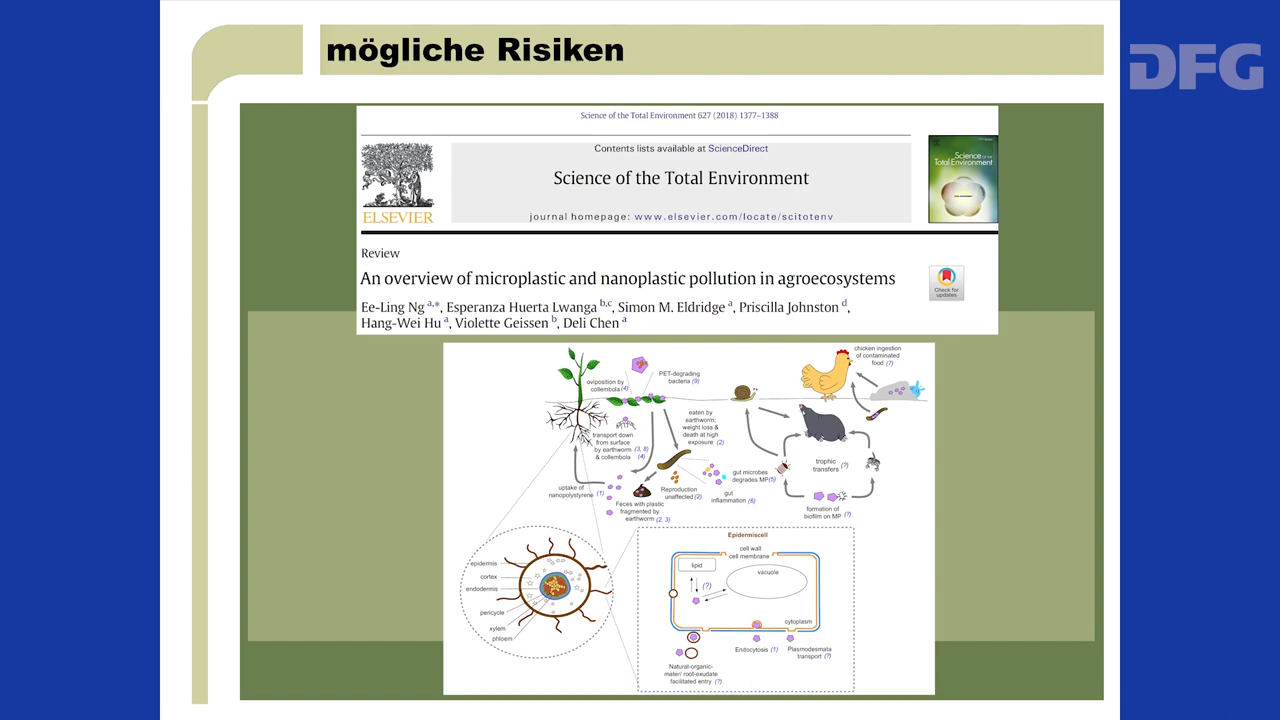 mögliche Risiken
DFG
Science of the Total Environment 627 (2018) 1377–1388
Contents lists available at ScienceDirect
Science of the Total Environment
journal homepage: www.elsevier.com/locate/scitotenv
ELSEVIER
Science OF THE
Total Environment
Review
An overview of microplastic and nanoplastic pollution in agroecosystems
Check for
updates
Ee-Ling Ng a,*, Esperanza Huerta Lwanga b,c, Simon M. Eldridge a, Priscilla Johnston d,
Hang-Wei Hu a, Violette Geissen b, Deli Chen a
chicken ingestion
of contaminated
food (?)
PET-degrading
bacteria (9)
oviposition by
collembola (4)
eaten by
earthworm;
weight loss &
death at high
exposure (2)
transport down
from surface
by earthworm (3, 8)
& collembola (4)
trophic
transfers (?)
gut microbes
degrades MP(5)
uptake of
nanopolystyrene (1)
Reproduction
unaffected (2)
gut
inflammation (6)
Feces with plastic
fragmented by
earthworm (2, 3)
formation of
biofilm on MP (?)
Epidermiscell
cell wall
cell membrane
lipid
vacuole
(?)
cytoplasm
epidermis
cortex
endodermis
pericycle
xylem
phloem
Endocytosis (1)
Plasmodesmata
transport (?)
Natural-organic-
mater/ root-exudate
facilitated entry (?)